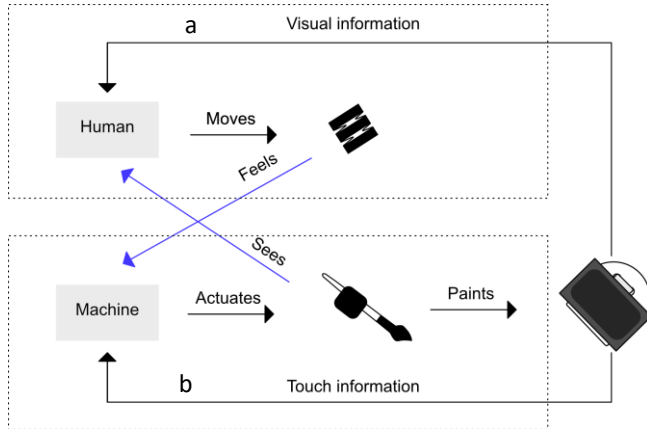 a
Visual information
Human
Moves
Feels
Sees
Machine
Actuates
Paints
b
Touch information